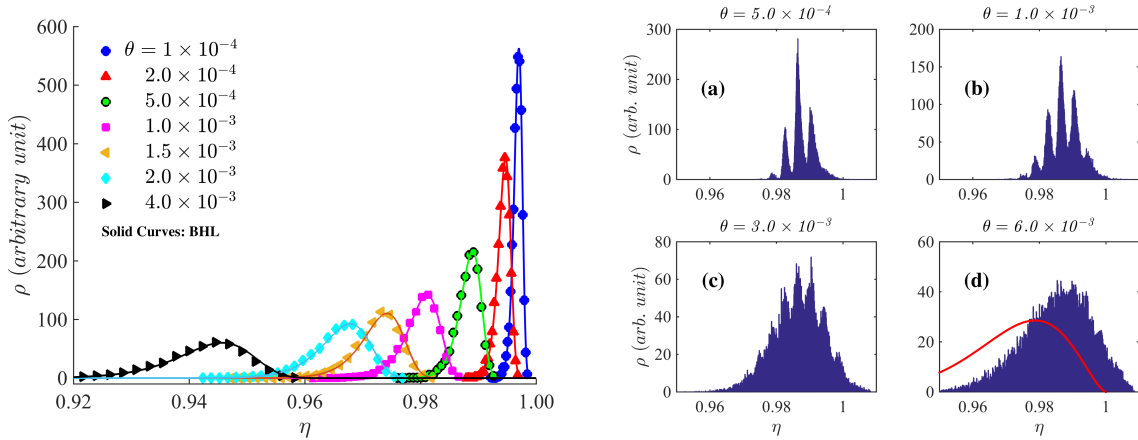 600
500
400
300
200
100
0
ρ (arbitrary unit)
θ = 1 × 10⁻⁴
2.0 × 10⁻⁴
5.0 × 10⁻⁴
1.0 × 10⁻³
1.5 × 10⁻³
2.0 × 10⁻³
4.0 × 10⁻³
Solid Curves: BHL
0.92 0.94 0.96 0.98 1.00
η
θ = 5.0 × 10⁻⁴
300
200
100
0
ρ (arb. unit)
(a)
0.96 0.98 1
θ = 1.0 × 10⁻³
200
150
100
50
0
(b)
0.96 0.98 1
θ = 3.0 × 10⁻³
80
60
40
20
0
ρ (arb. unit)
(c)
0.96 0.98 1
η
θ = 6.0 × 10⁻³
60
40
20
0
(d)
0.96 0.98 1
η